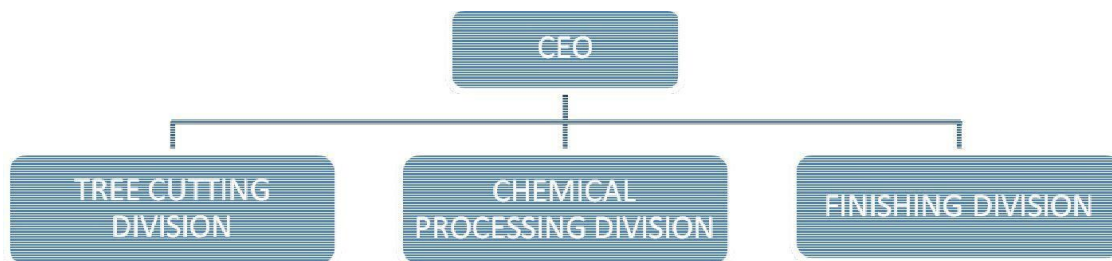 CEO
TREE CUTTING
DIVISION
CHEMICAL
PROCESSING DIVISION
FINISHING DIVISION